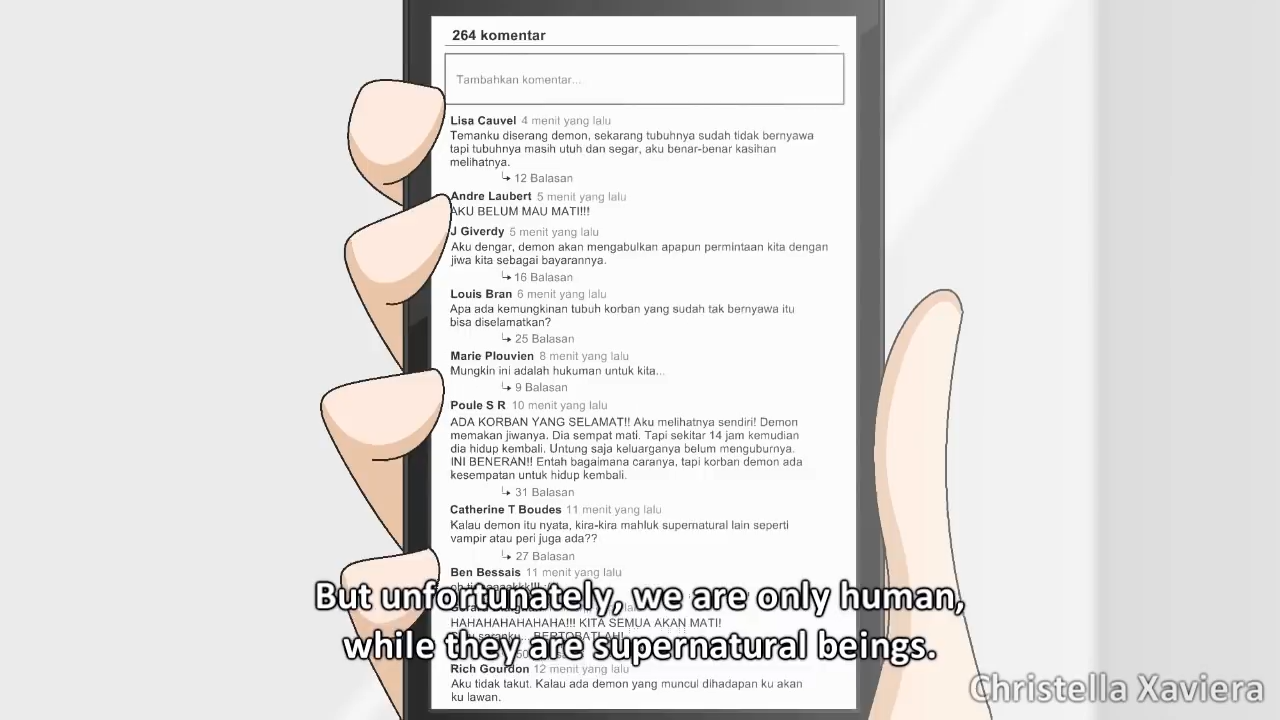 264 komentar
Tambahkan komentar...
Lisa Cauvel 4 menit yang lalu
Temanku diserang demon, sekarang tubuhnya sudah tidak bernyawa
tapi tubuhnya masih utuh dan segar, aku benar-benar kasihan
melihatnya.
12 Balasan
Andre Laubert 5 menit yang lalu
AKU BELUM MAU MATI!!!
J Giverdy 5 menit yang lalu
Aku dengar, demon akan mengabulkan apapun permintaan kita dengan
jiwa kita sebagai bayarannya.
16 Balasan
Louis Bran 6 menit yang lalu
Apa ada kemungkinan tubuh korban yang sudah tak bernyawa itu
bisa diselamatkan?
25 Balasan
Marie Plouvien 8 menit yang lalu
Mungkin ini adalah hukuman untuk kita...
9 Balasan
Poule S R 10 menit yang lalu
ADA KORBAN YANG SELAMAT!! Aku melihatnya sendiri! Demon
memakan jiwanya. Dia sempat mati. Tapi sekitar 14 jam kemudian
dia hidup kembali. Untung saja keluarganya belum menguburnya.
INI BENERAN!! Entah bagaimana caranya, tapi korban demon ada
kesempatan untuk hidup kembali.
31 Balasan
Catherine T Boudes 11 menit yang lalu
Kalau demon itu nyata, kira-kira mahluk supernatural lain seperti
vampir atau peri juga ada??
27 Balasan
Ben Bessais 11 menit yang lalu
But unfortunately, we are only human,
HAHAHAHAHAHAHA!!! KITA SEMUA AKAN MATI!
while they are supernatural beings.
Rich Gourdon 12 menit yang lalu
Aku tidak takut. Kalau ada demon yang muncul dihadapan ku akan
ku lawan.
Christella Xaviera